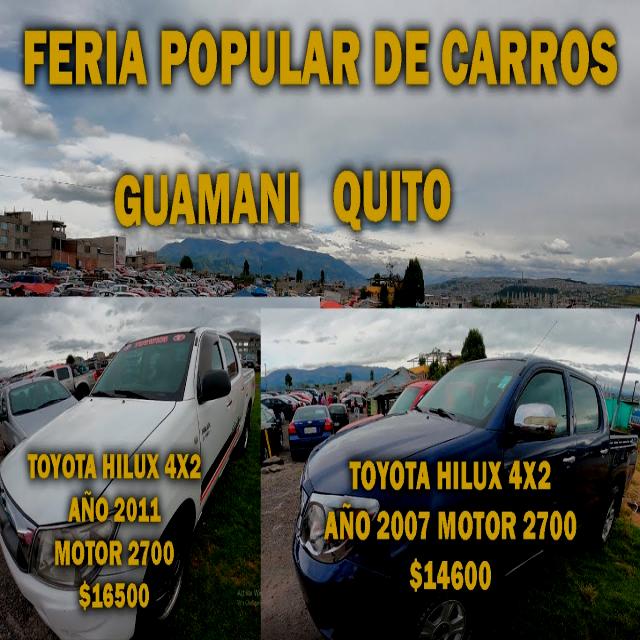 FERIA POPULAR DE CARROS
GUAMANI QUITO
TOYOTA HILUX 4X2
AÑO 2011
MOTOR 2700
$16500
TOYOTA HILUX 4X2
AÑO 2007 MOTOR 2700
$14600